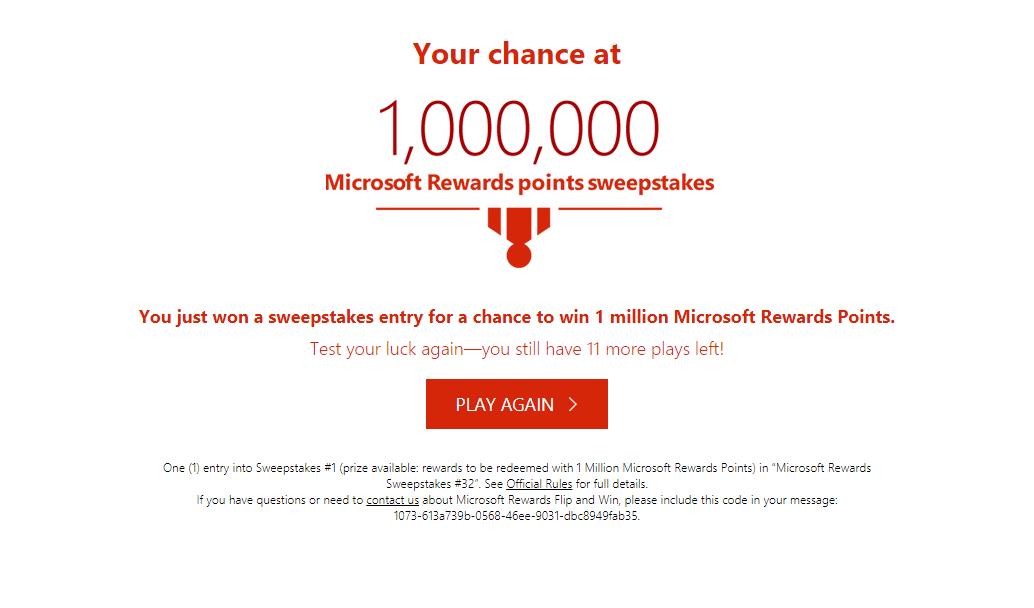 Your chance at
1,000,000
Microsoft Rewards points sweepstakes
You just won a sweepstakes entry for a chance to win 1 million Microsoft Rewards Points.
Test your luck again—you still have 11 more plays left!
PLAY AGAIN
One (1) entry into Sweepstakes #1 (prize available: rewards to be redeemed with 1 Million Microsoft Rewards Points) in “Microsoft Rewards
Sweepstakes #32”. See Official Rules for full details.
If you have questions or need to contact us about Microsoft Rewards Flip and Win, please include this code in your message:
1073-613a739b-0568-46ee-9031-dbc8949fab35.